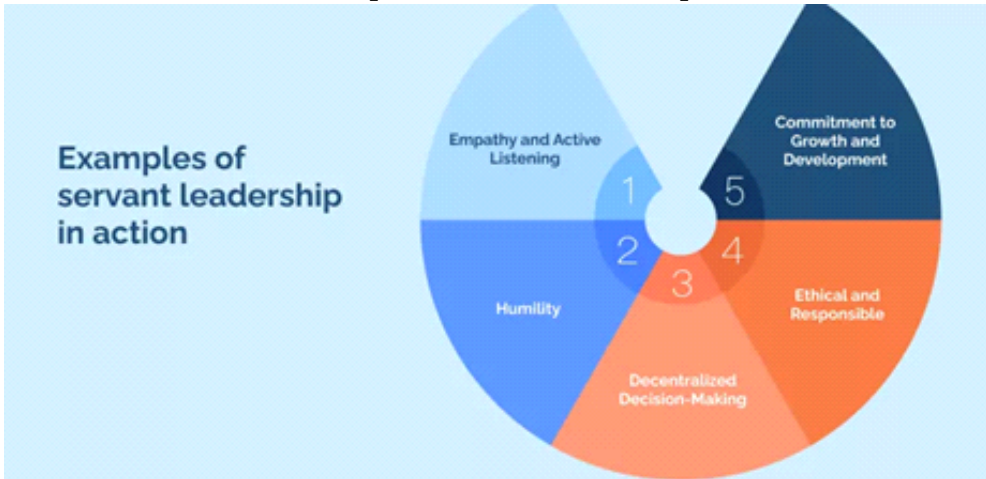 Examples of
servant leadership
in action
Empathy and Active
Listening
1
Humility
2
Decentralized
Decision-Making
3
Ethical and
Responsible
4
Commitment to
Growth and
Development
5